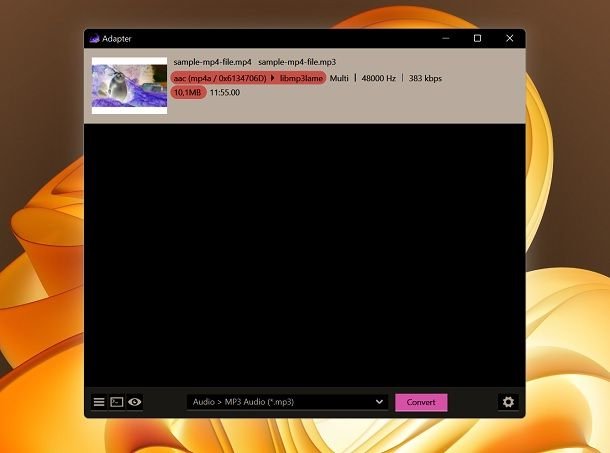 Adapter
sample-mp4-file.mp4 sample-mp4-file.mp3
aac (mp4a / 0x6134706D) libmp3lame Multi | 48000 Hz | 383 kbps
10,1MB 11:55.00
Audio > MP3 Audio (*.mp3)
Convert